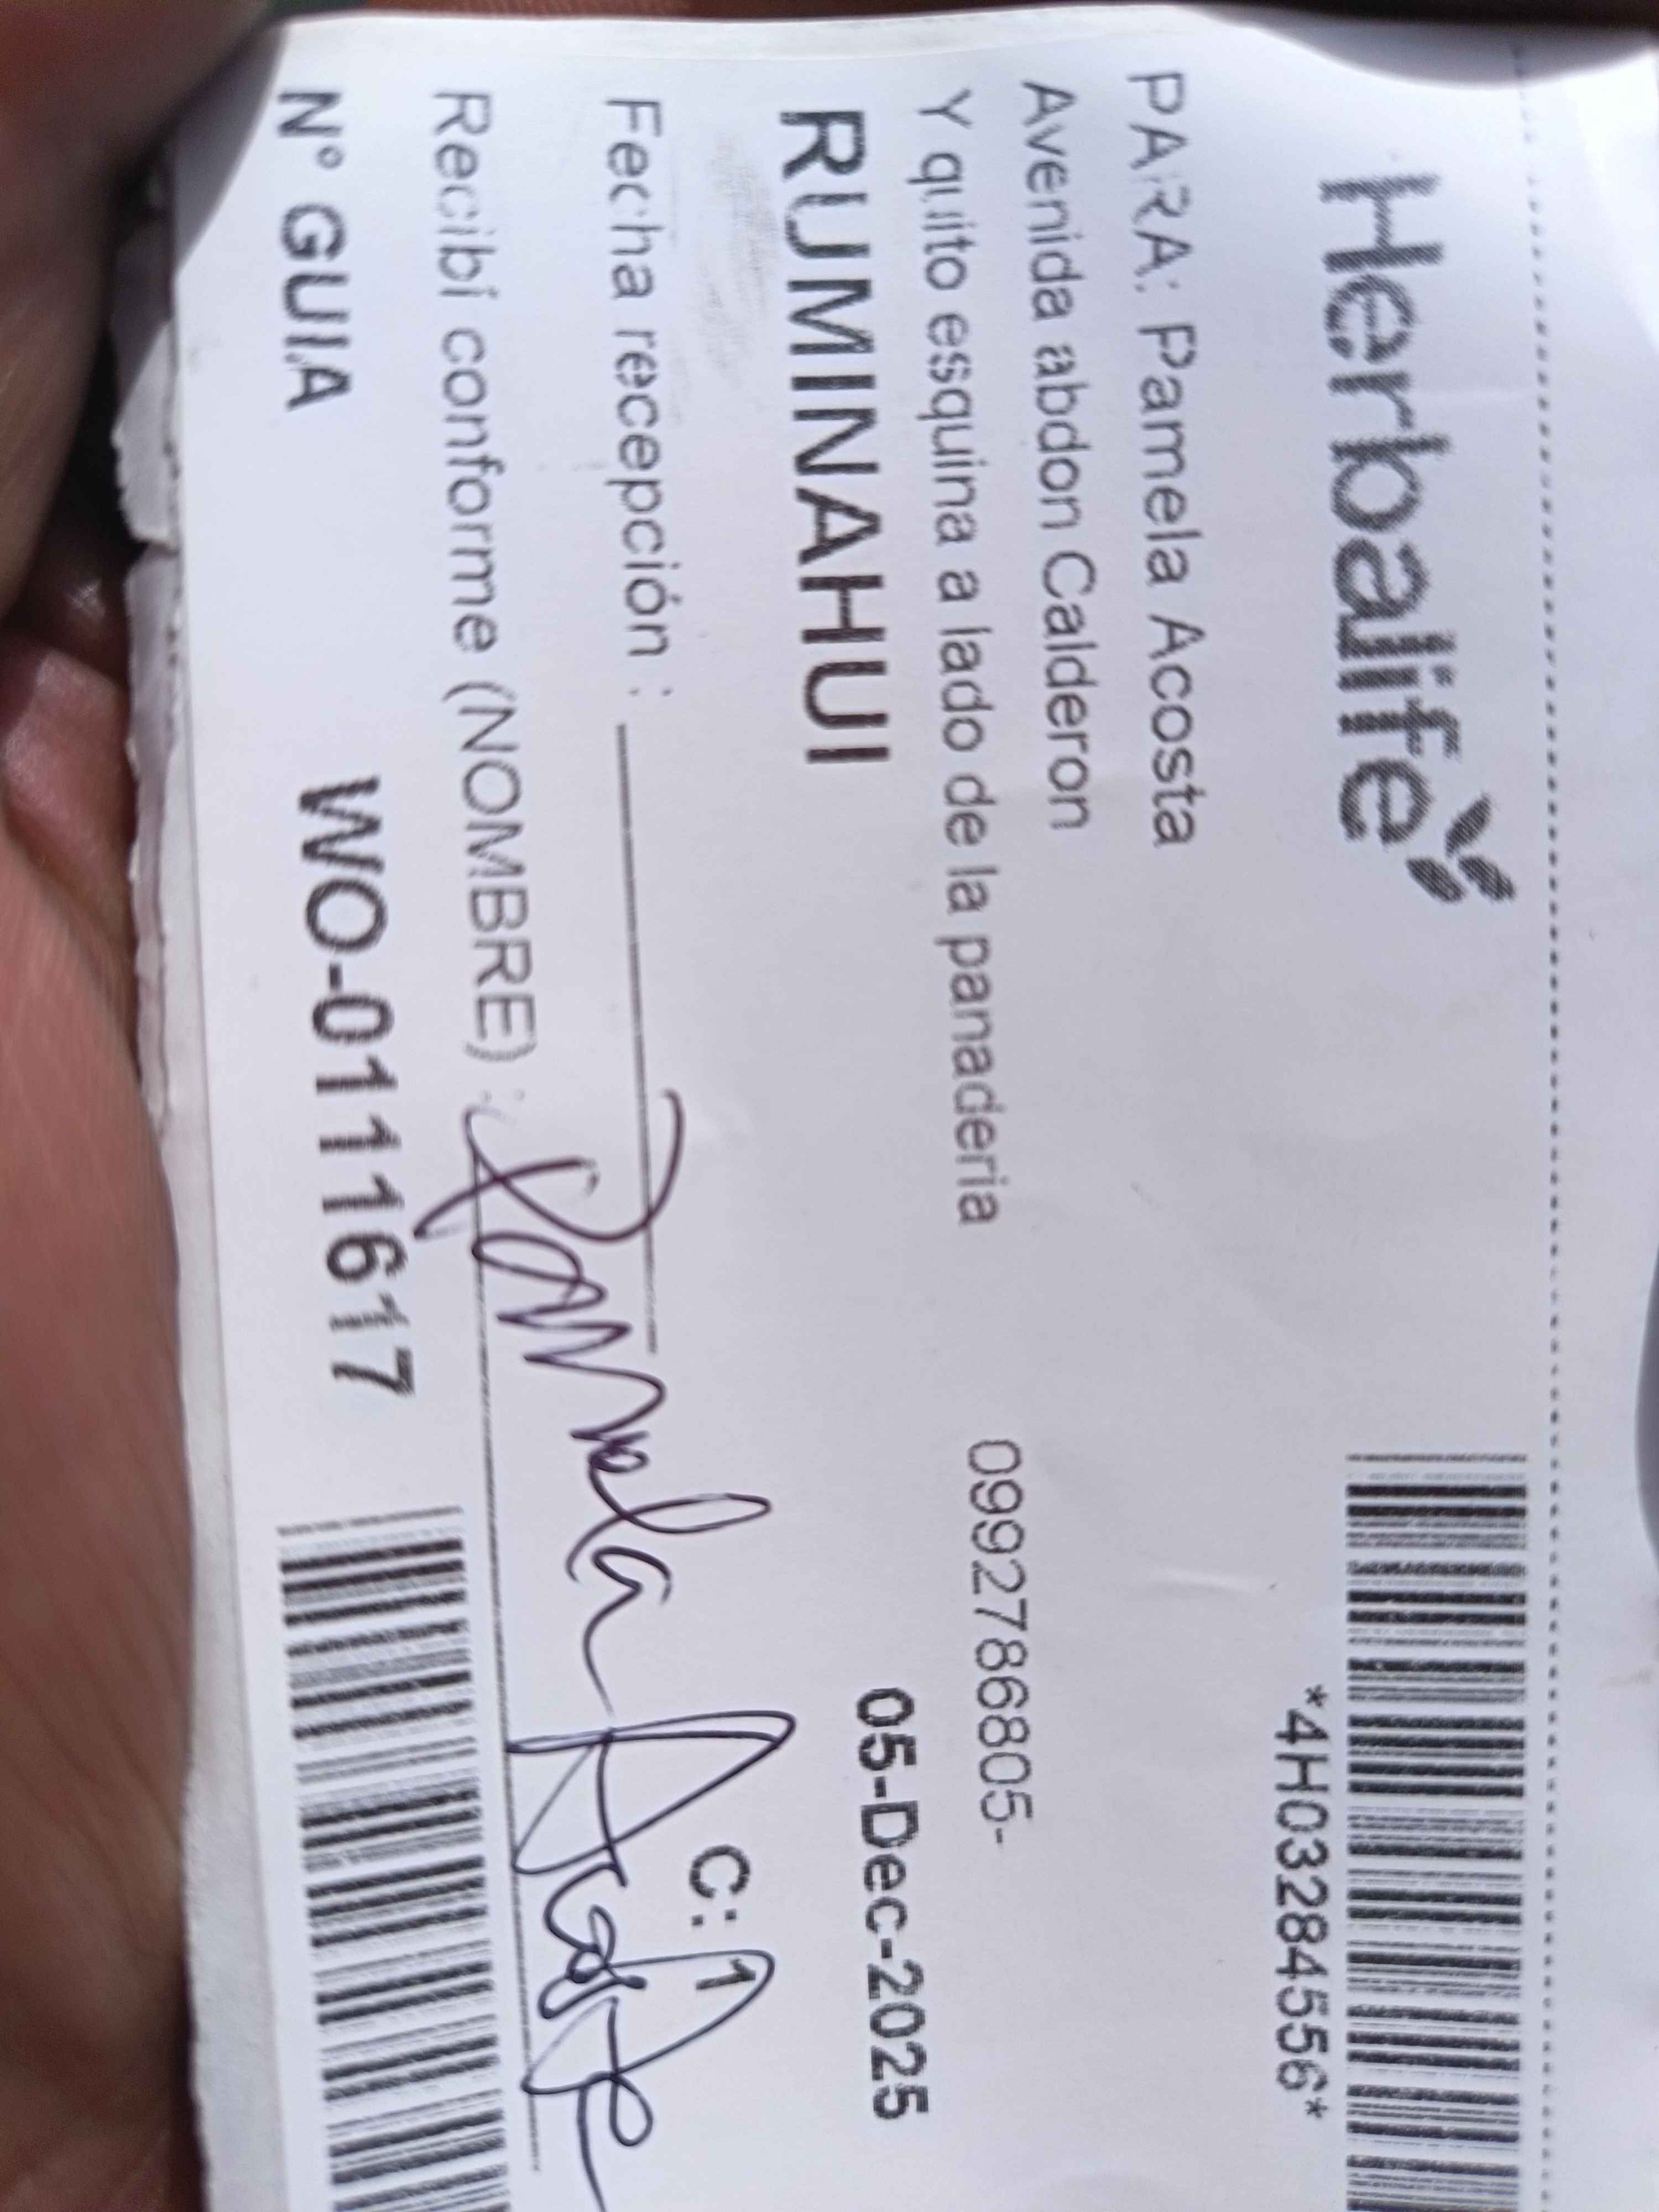 Herbalife
*4H03284556*
PARA: Pamela Acosta
Avenida abdon Calderon
Y quito esquina a lado de la panaderia 0992786805-
RUMINAHUI 05-Dec-2025
Fecha recepción :
C: 1
Recibí conforme (NOMBRE) : Pamela Acosta
N° GUIA WO-0111617